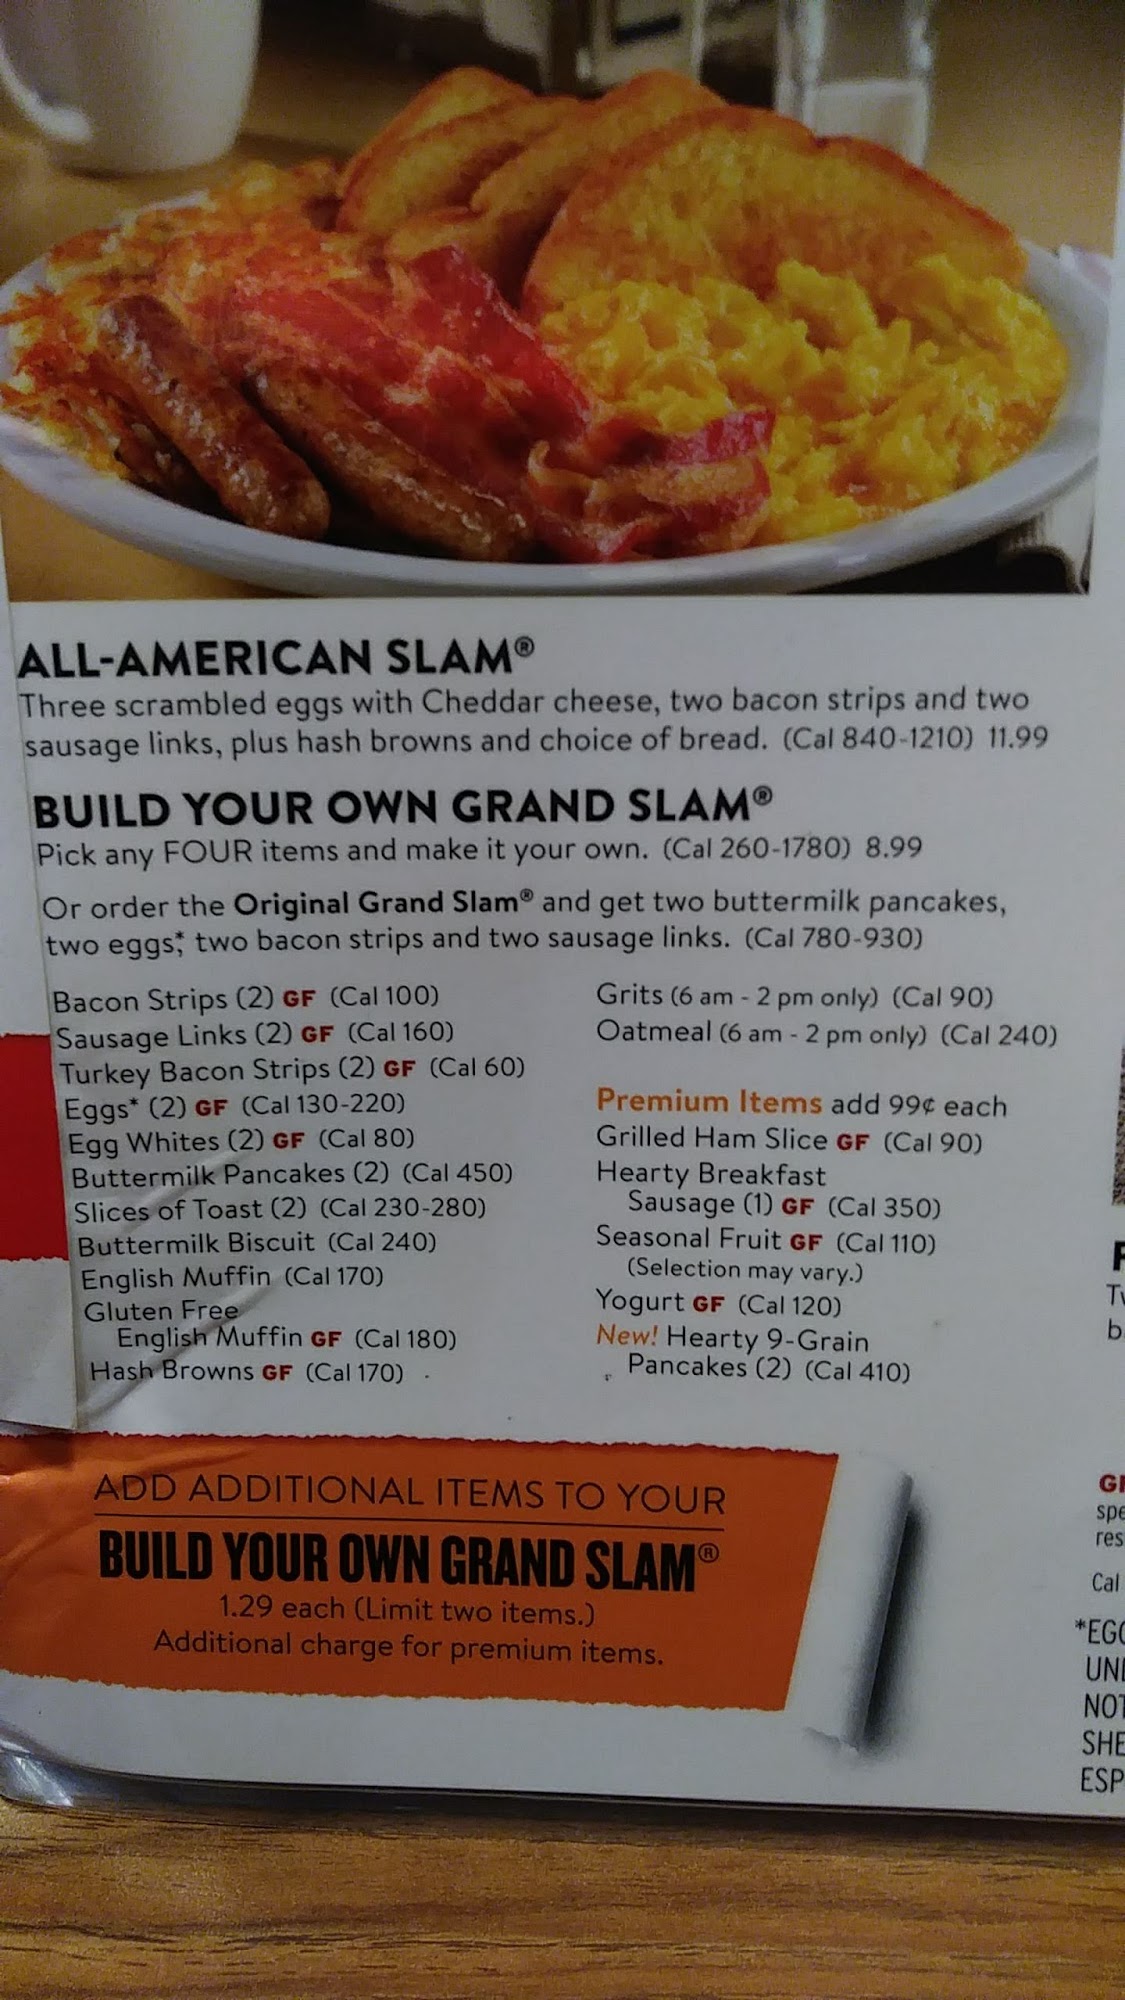 ALL-AMERICAN SLAM®
Three scrambled eggs with Cheddar cheese, two bacon strips and two
sausage links, plus hash browns and choice of bread. (Cal 840-1210) 11.99
BUILD YOUR OWN GRAND SLAM®
Pick any FOUR items and make it your own. (Cal 260-1780) 8.99
Or order the Original Grand Slam® and get two buttermilk pancakes,
two eggs,* two bacon strips and two sausage links. (Cal 780-930)
Bacon Strips (2) GF (Cal 100)
Sausage Links (2) GF (Cal 160)
Turkey Bacon Strips (2) GF (Cal 60)
Eggs* (2) GF (Cal 130-220)
Egg Whites (2) GF (Cal 80)
Buttermilk Pancakes (2) (Cal 450)
Slices of Toast (2) (Cal 230-280)
Buttermilk Biscuit (Cal 240)
English Muffin (Cal 170)
Gluten Free
English Muffin GF (Cal 180)
Hash Browns GF (Cal 170)
Grits (6 am - 2 pm only) (Cal 90)
Oatmeal (6 am - 2 pm only) (Cal 240)
Premium Items add 99¢ each
Grilled Ham Slice GF (Cal 90)
Hearty Breakfast
Sausage (1) GF (Cal 350)
Seasonal Fruit GF (Cal 110)
(Selection may vary.)
Yogurt GF (Cal 120)
New! Hearty 9-Grain
Pancakes (2) (Cal 410)
ADD ADDITIONAL ITEMS TO YOUR
BUILD YOUR OWN GRAND SLAM®
1.29 each (Limit two items.)
Additional charge for premium items.
Cal